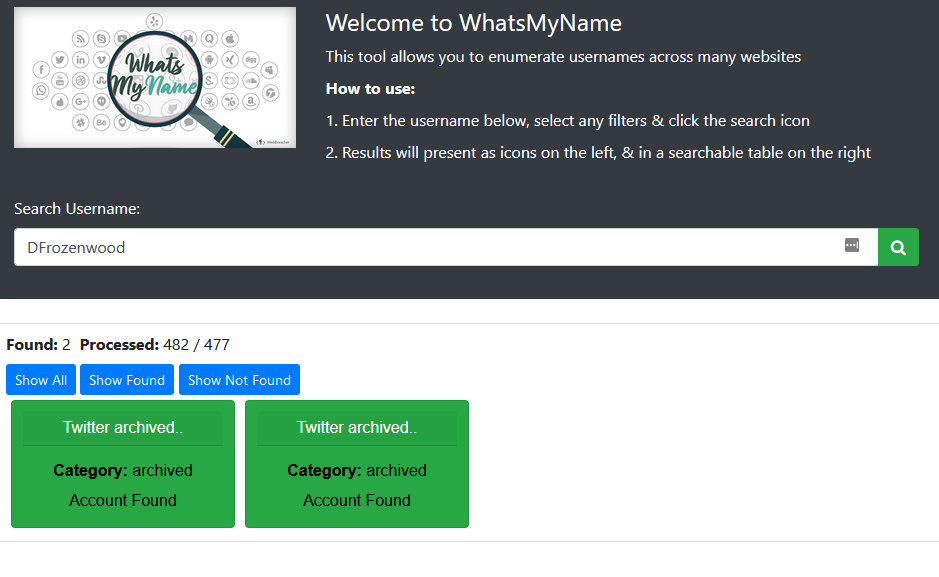 Whats
MyName
WebBreacher
Welcome to WhatsMyName
This tool allows you to enumerate usernames across many websites
How to use:
1. Enter the username below, select any filters & click the search icon
2. Results will present as icons on the left, & in a searchable table on the right
Search Username:
DFrozenwood
Found: 2 Processed: 482 / 477
Show All Show Found Show Not Found
Twitter archived.. Twitter archived..
Category: archived Category: archived
Account Found Account Found